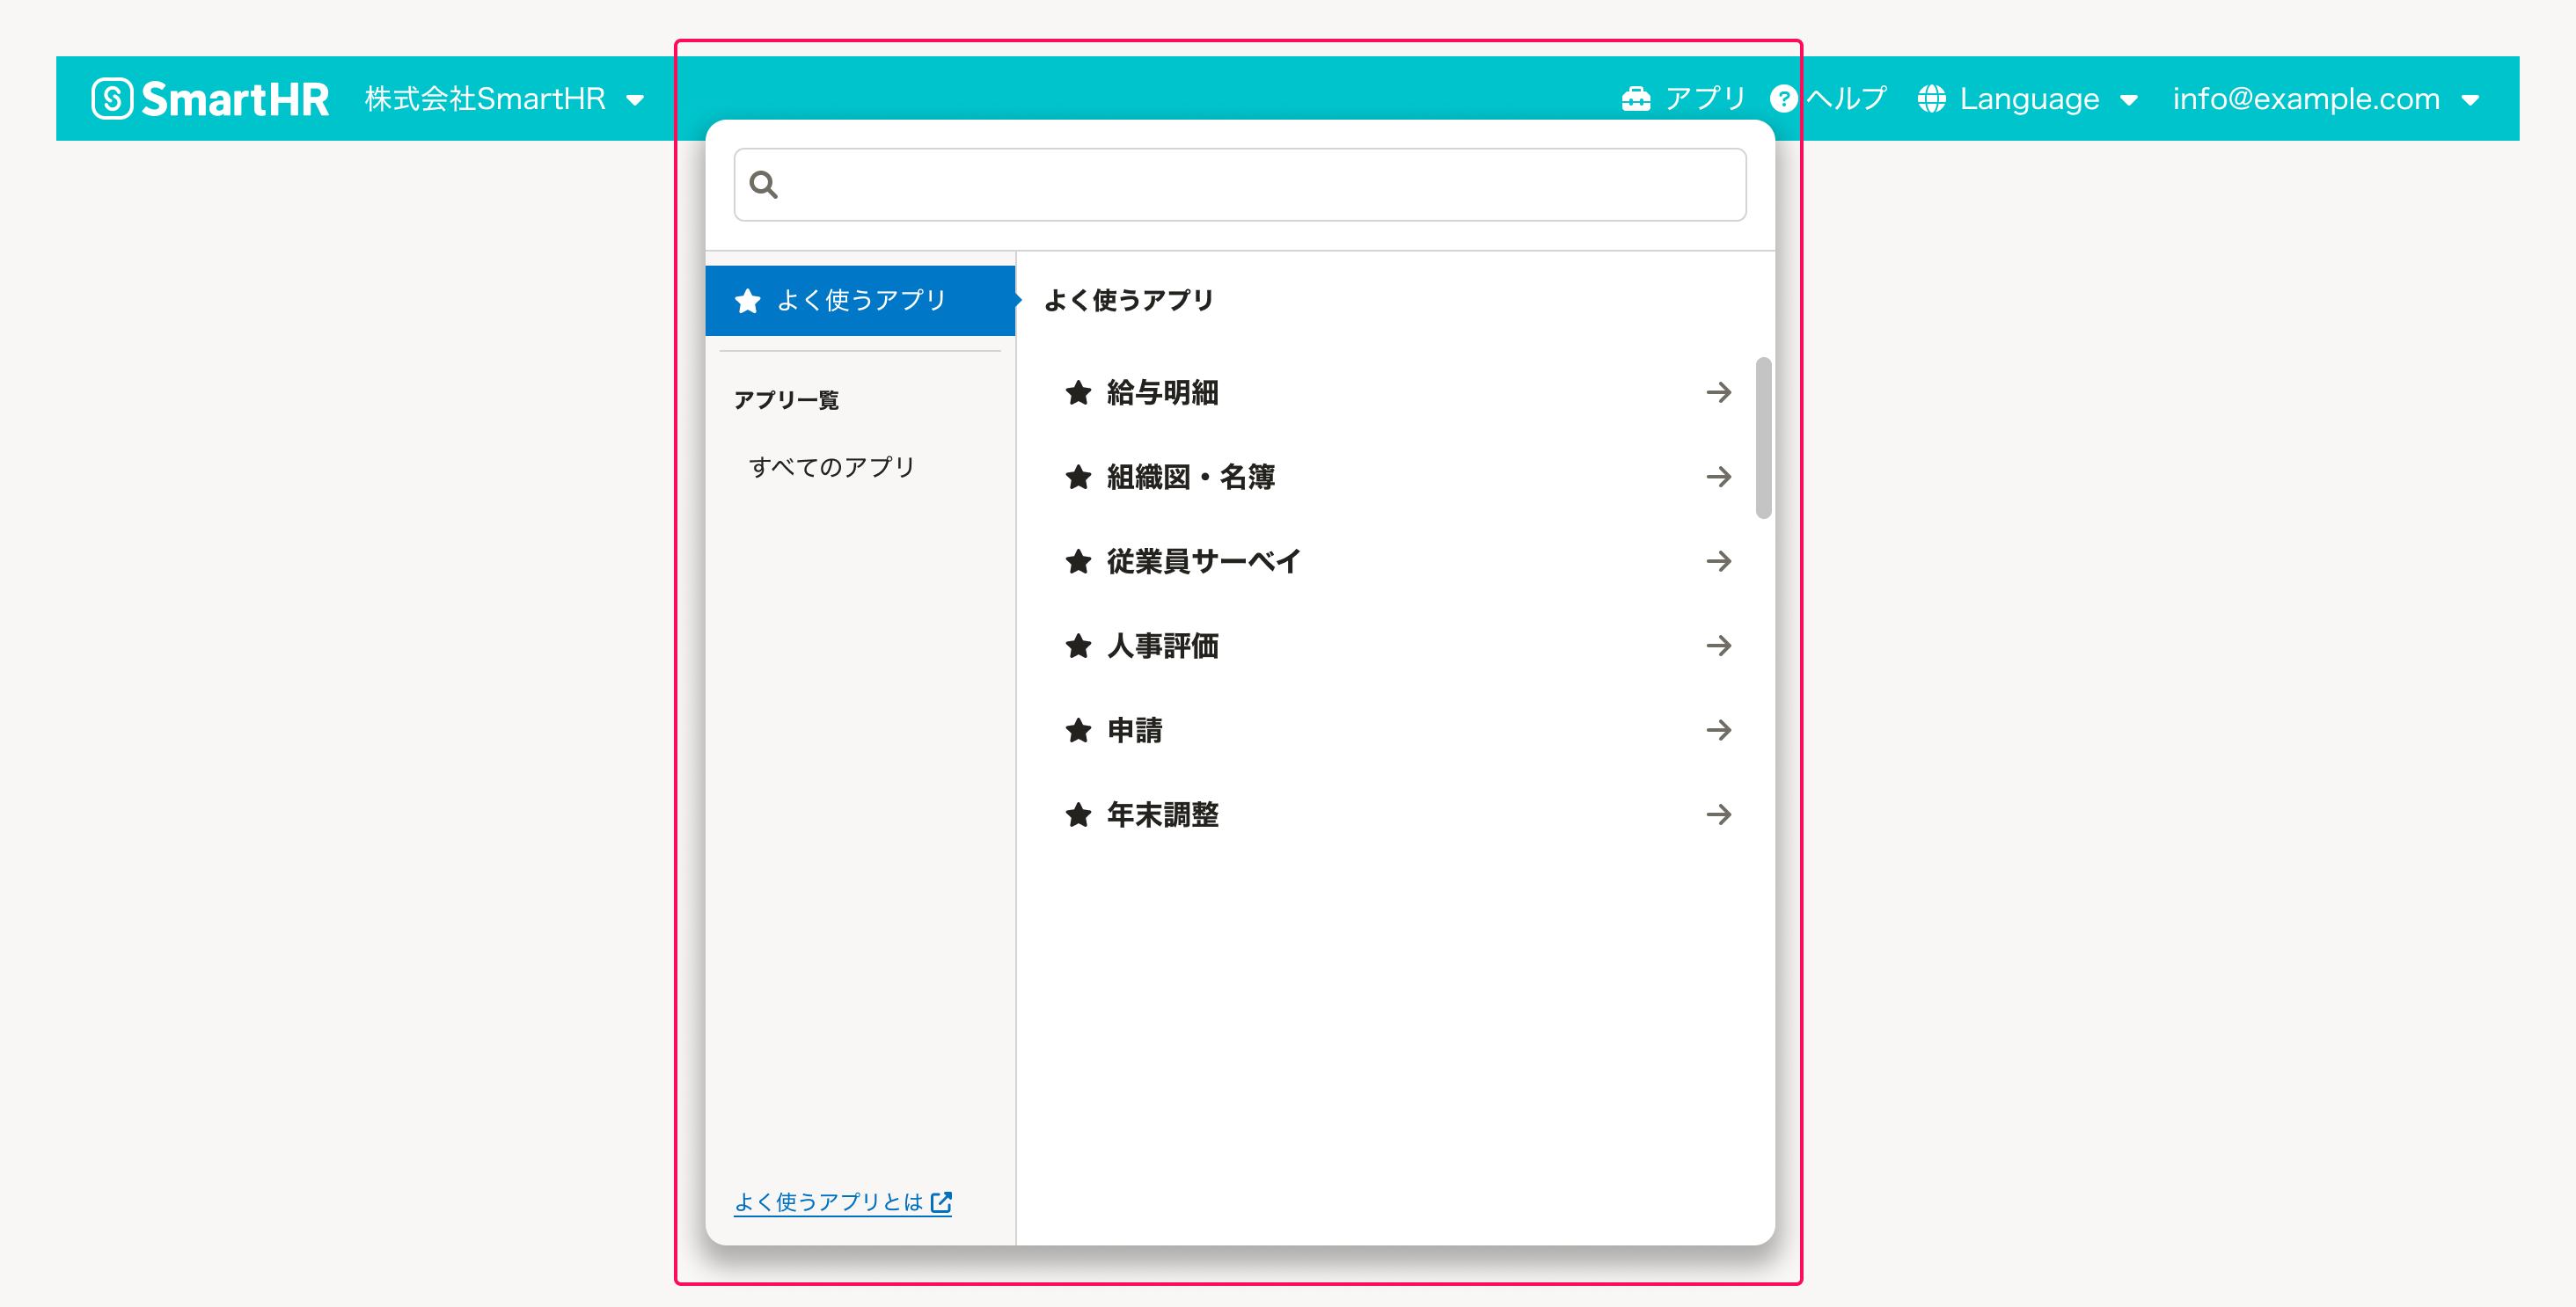 SmartHR 株式会社SmartHR アプリ ヘルプ Language info@example.com
よく使うアプリ
アプリ一覧
すべてのアプリ
よく使うアプリとは
よく使うアプリ
給与明細
組織図・名簿
従業員サーベイ
人事評価
申請
年末調整